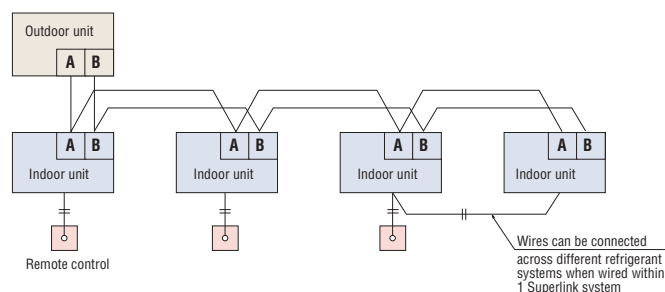 Outdoor unit
A B
A B
A B
A B
A B
Indoor unit
Indoor unit
Indoor unit
Indoor unit
Remote control
Wires can be connected
across different refrigerant
systems when wired within
1 Superlink system